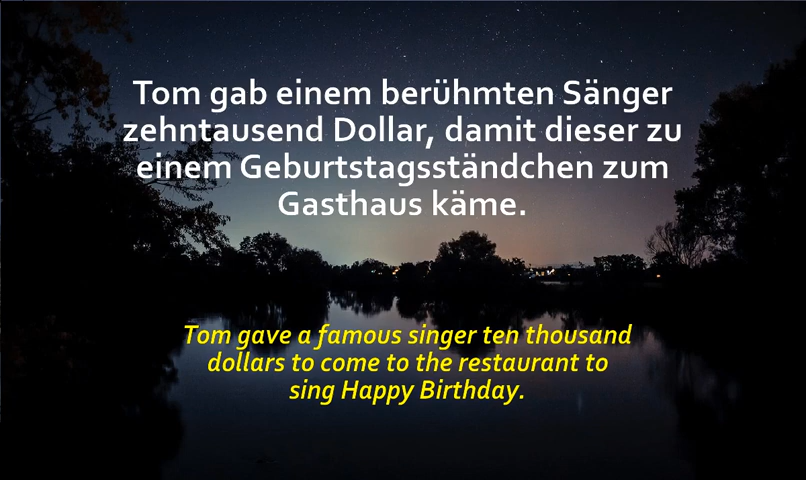 Tom gab einem berühmten Sänger
zehntausend Dollar, damit dieser zu
einem Geburtstagsständchen zum
Gasthaus käme.
Tom gave a famous singer ten thousand
dollars to come to the restaurant to
sing Happy Birthday.